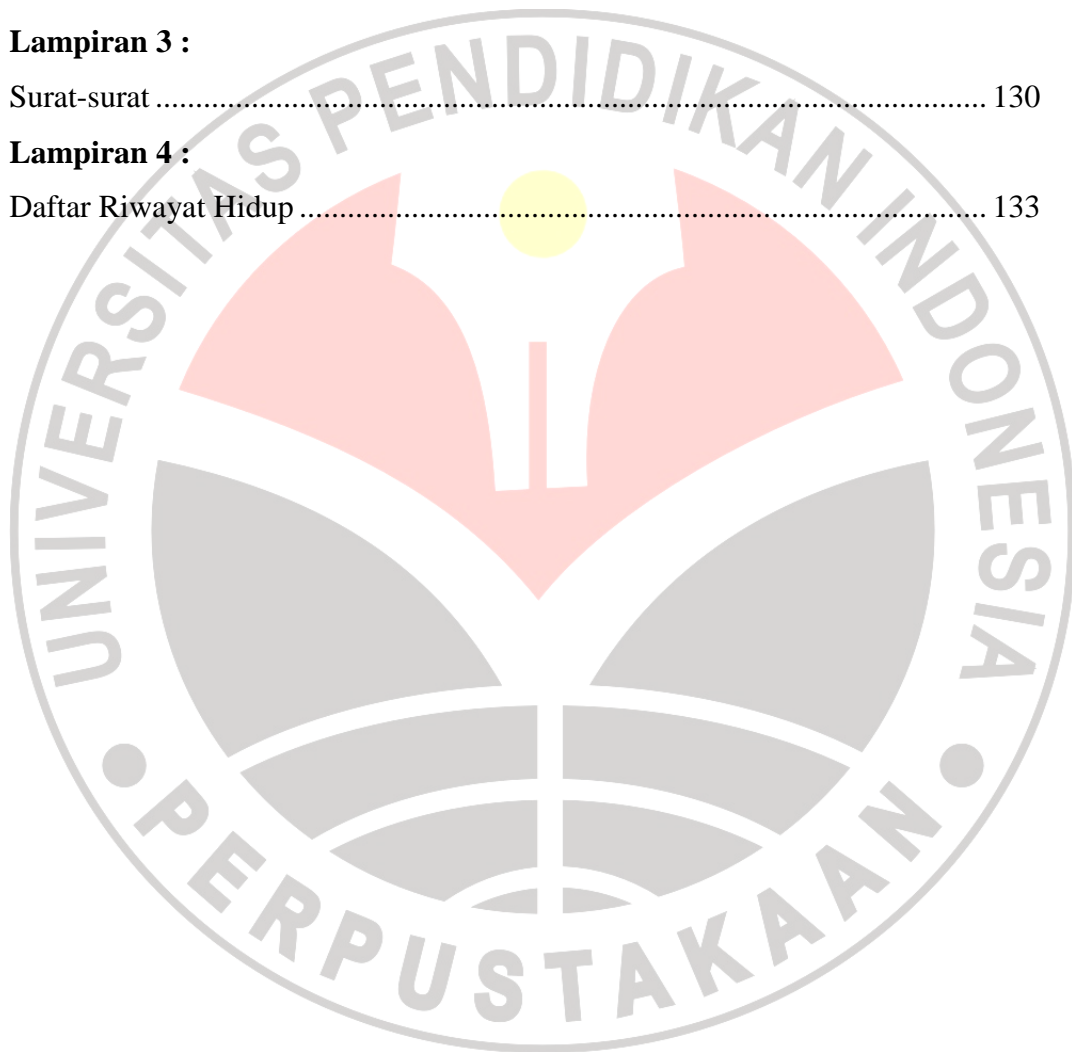 Lampiran 3 :
Surat-surat ................................................................................................... 130
Lampiran 4 :
Daftar Riwayat Hidup .................................................................................. 133
UNIVERSITAS PENDIDIKAN INDONESIA
PERPUSTAKAAN